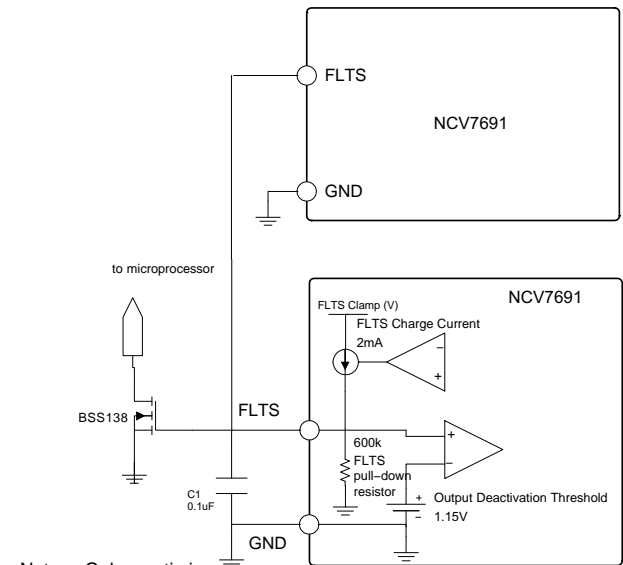 FLTS
NCV7691
GND
to microprocessor
NCV7691
FLTS Clamp (V)
FLTS Charge Current
2mA
−
+
BSS138
FLTS
600k
FLTS
pull−down
resistor
+
−
C1
0.1uF
+ Output Deactivation Threshold
− 1.15V
GND